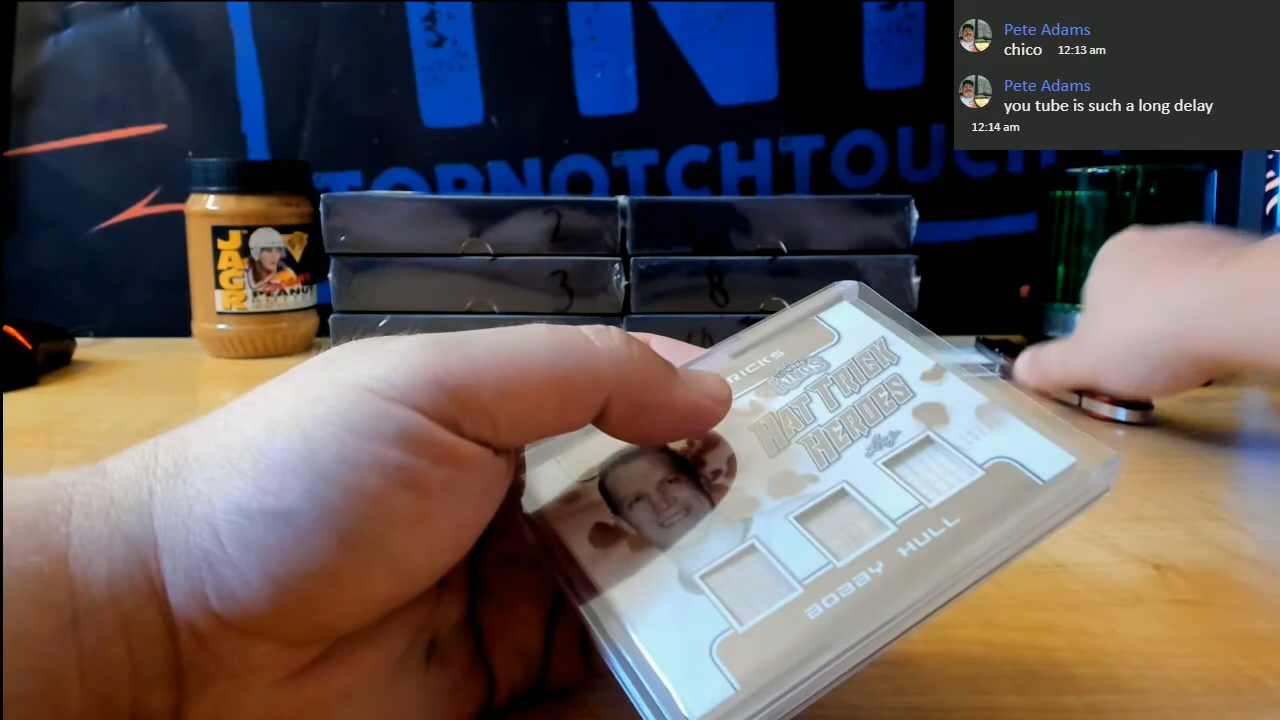 Pete Adams
chico 12:13 am
Pete Adams
you tube is such a long delay
12:14 am
TNT
TOPNOTCHTOUCH
JAGR
PEANUT
2
3
8
RICKS
HAT TRICK
HEROES
Leaf
BOBBY HULL